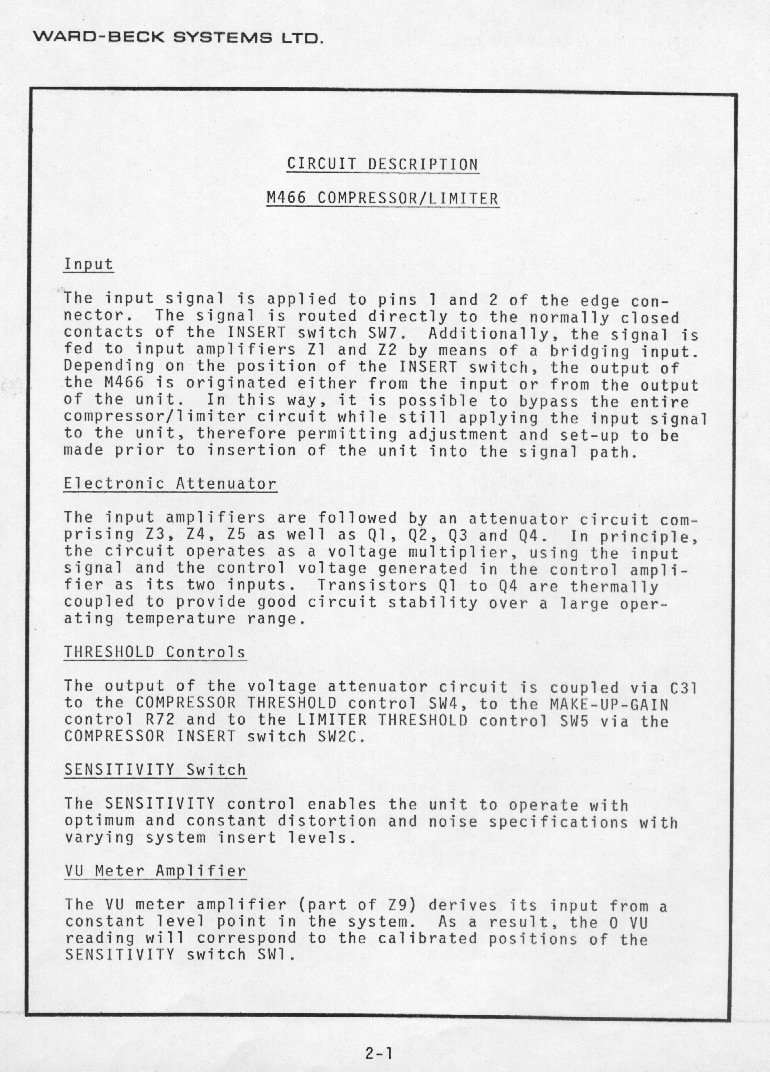 WARD-BECK SYSTEMS LTD.
CIRCUIT DESCRIPTION
M466 COMPRESSOR/LIMITER
Input
The input signal is applied to pins 1 and 2 of the edge con-
nector. The signal is routed directly to the normally closed
contacts of the INSERT switch SW7. Additionally, the signal is
fed to input amplifiers Z1 and Z2 by means of a bridging input.
Depending on the position of the INSERT switch, the output of
the M466 is originated either from the input or from the output
of the unit. In this way, it is possible to bypass the entire
compressor/limiter circuit while still applying the input signal
to the unit, therefore permitting adjustment and set-up to be
made prior to insertion of the unit into the signal path.
Electronic Attenuator
The input amplifiers are followed by an attenuator circuit com-
prising Z3, Z4, Z5 as well as Q1, Q2, Q3 and Q4. In principle,
the circuit operates as a voltage multiplier, using the input
signal and the control voltage generated in the control ampli-
fier as its two inputs. Transistors Q1 to Q4 are thermally
coupled to provide good circuit stability over a large oper-
ating temperature range.
THRESHOLD Controls
The output of the voltage attenuator circuit is coupled via C31
to the COMPRESSOR THRESHOLD control SW4, to the MAKE-UP-GAIN
control R72 and to the LIMITER THRESHOLD control SW5 via the
COMPRESSOR INSERT switch SW2C.
SENSITIVITY Switch
The SENSITIVITY control enables the unit to operate with
optimum and constant distortion and noise specifications with
varying system insert levels.
VU Meter Amplifier
The VU meter amplifier (part of Z9) derives its input from a
constant level point in the system. As a result, the 0 VU
reading will correspond to the calibrated positions of the
SENSITIVITY switch SW1.
2-1